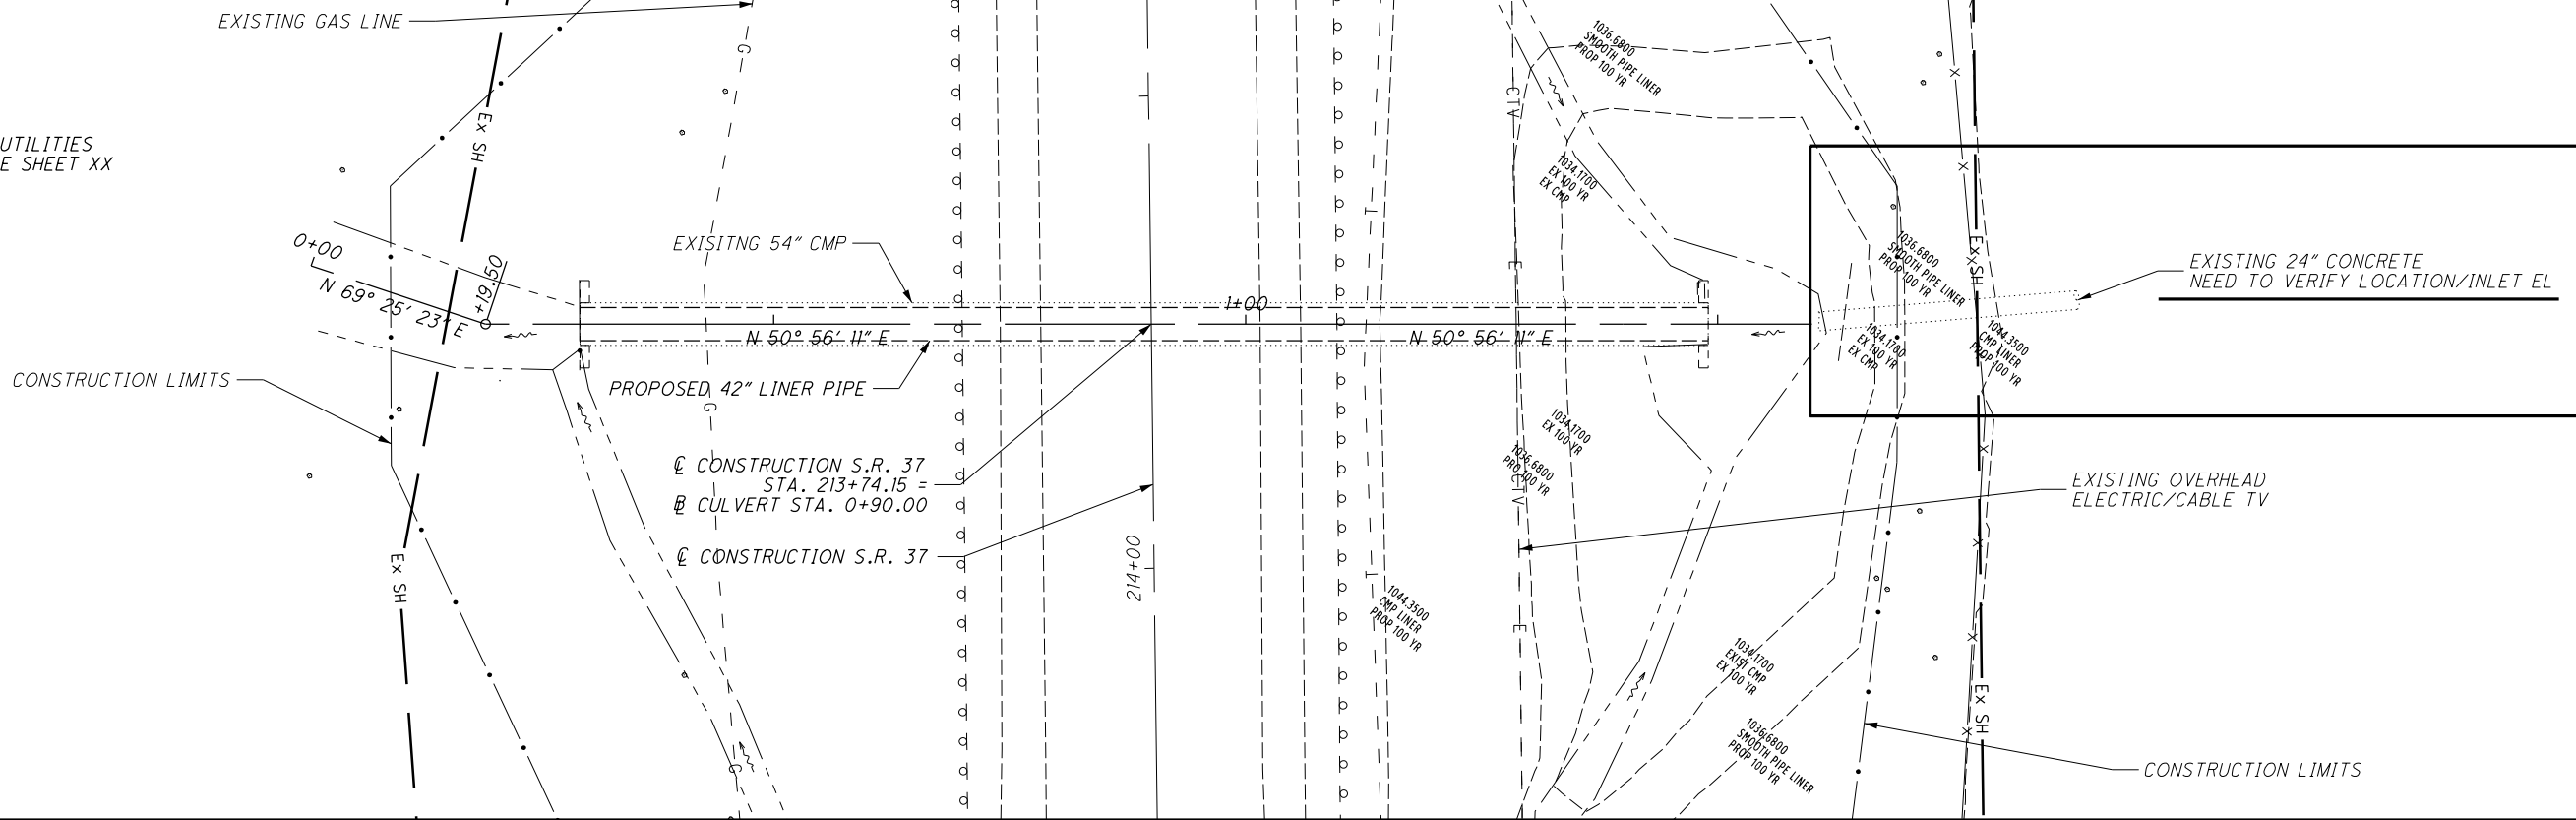 EXISTING GAS LINE
G
Ex SH
UTILITIES
E SHEET XX
0+00
N 69° 25' 23" E
+19.50
EXISITNG 54" CMP
N 50° 56' 11" E
1+00
N 50° 56' 11" E
PROPOSED 42" LINER PIPE
G
CONSTRUCTION LIMITS
℄ CONSTRUCTION S.R. 37
STA. 213+74.15 =
B͟L CULVERT STA. 0+90.00
℄ CONSTRUCTION S.R. 37
214+00
Ex SH
G
1036.6800
SMOOTH PIPE LINER
PROP 100 YR
CTV
1034.1700
EX 100 YR
EX CMP
E
T
1036.6800
SMOOTH PIPE LINER
PROP 100 YR
1034.1700
EX 100 YR
EX CMP
1044.3500
CMP LINER
PROP 100 YR
X
X
Ex SH
X
EXISTING 24" CONCRETE
NEED TO VERIFY LOCATION/INLET EL
1034.1700
EX 100 YR
1036.6800
PRO 100 YR
CTV
EXISTING OVERHEAD
ELECTRIC/CABLE TV
T
1044.3500
CMP LINER
PROP 100 YR
E
1034.1700
EXIST CMP
EX 100 YR
1036.6800
SMOOTH PIPE LINER
PROP 100 YR
X
X
X
Ex SH
X
CONSTRUCTION LIMITS